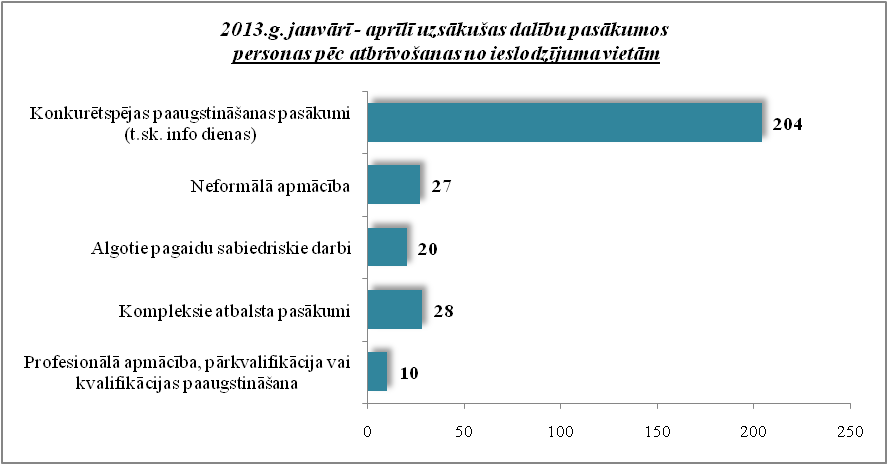 2013.g. janvārī - aprīlī uzsākušas dalību pasākumos
personas pēc atbrīvošanas no ieslodzījuma vietām
Konkurētspējas paaugstināšanas pasākumi
(t.sk. info dienas)
204
Neformālā apmācība
27
Algotie pagaidu sabiedriskie darbi
20
Kompleksie atbalsta pasākumi
28
Profesionālā apmācība, pārkvalifikācija vai
kvalifikācijas paaugstināšana
10
0 50 100 150 200 250